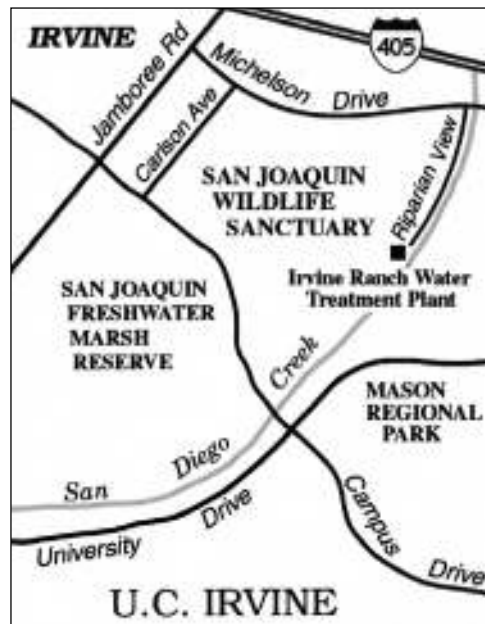 IRVINE
405
Jamboree Rd
Michelson Drive
Carlson Ave
Riparian View
SAN JOAQUIN
WILDLIFE
SANCTUARY
Irvine Ranch Water
Treatment Plant
SAN JOAQUIN
FRESHWATER
MARSH
RESERVE
MASON
REGIONAL
PARK
San Diego Creek
University Drive
Campus Drive
U.C. IRVINE